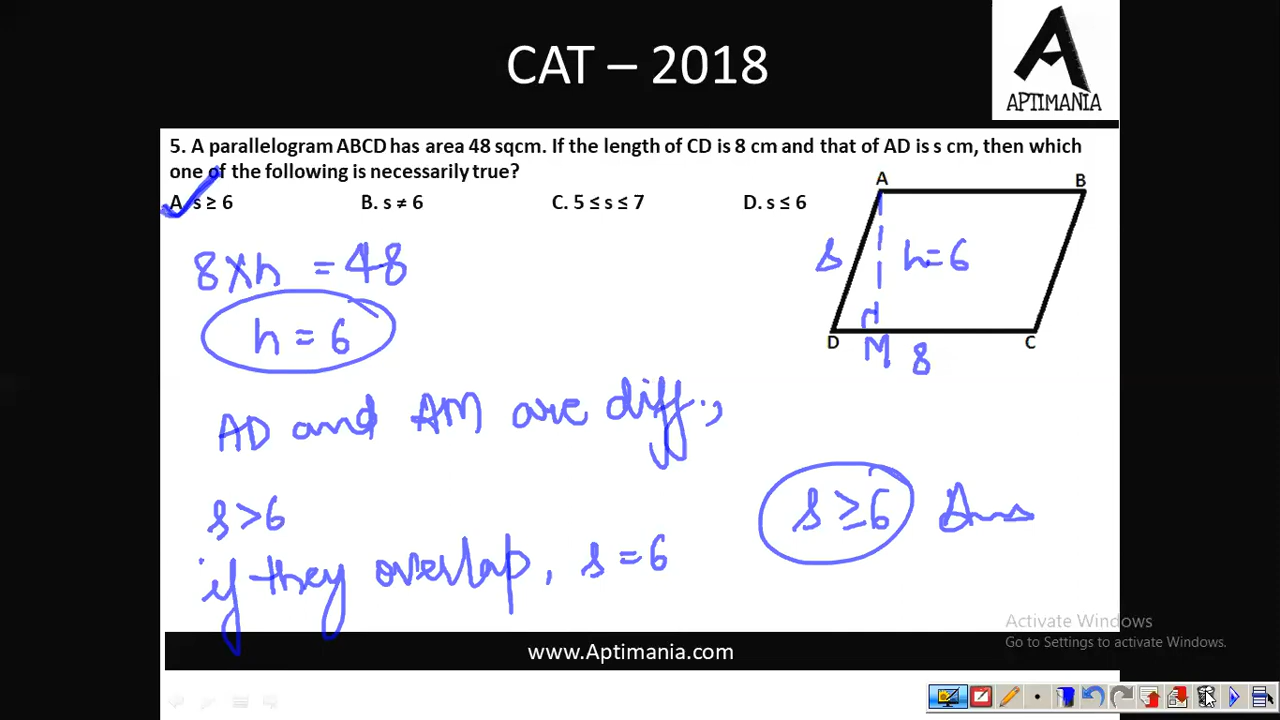 CAT – 2018
APTIMANIA
5. A parallelogram ABCD has area 48 sqcm. If the length of CD is 8 cm and that of AD is s cm, then which
one of the following is necessarily true?
A. s ≥ 6 B. s ≠ 6 C. 5 ≤ s ≤ 7 D. s ≤ 6
A B
s h=6
D M 8 C
8×h = 48
h = 6
AD and AM are diff.,
s>6
s≥6 Ans
if they overlap, s=6
www.Aptimania.com
Activate Windows
Go to Settings to activate Windows.